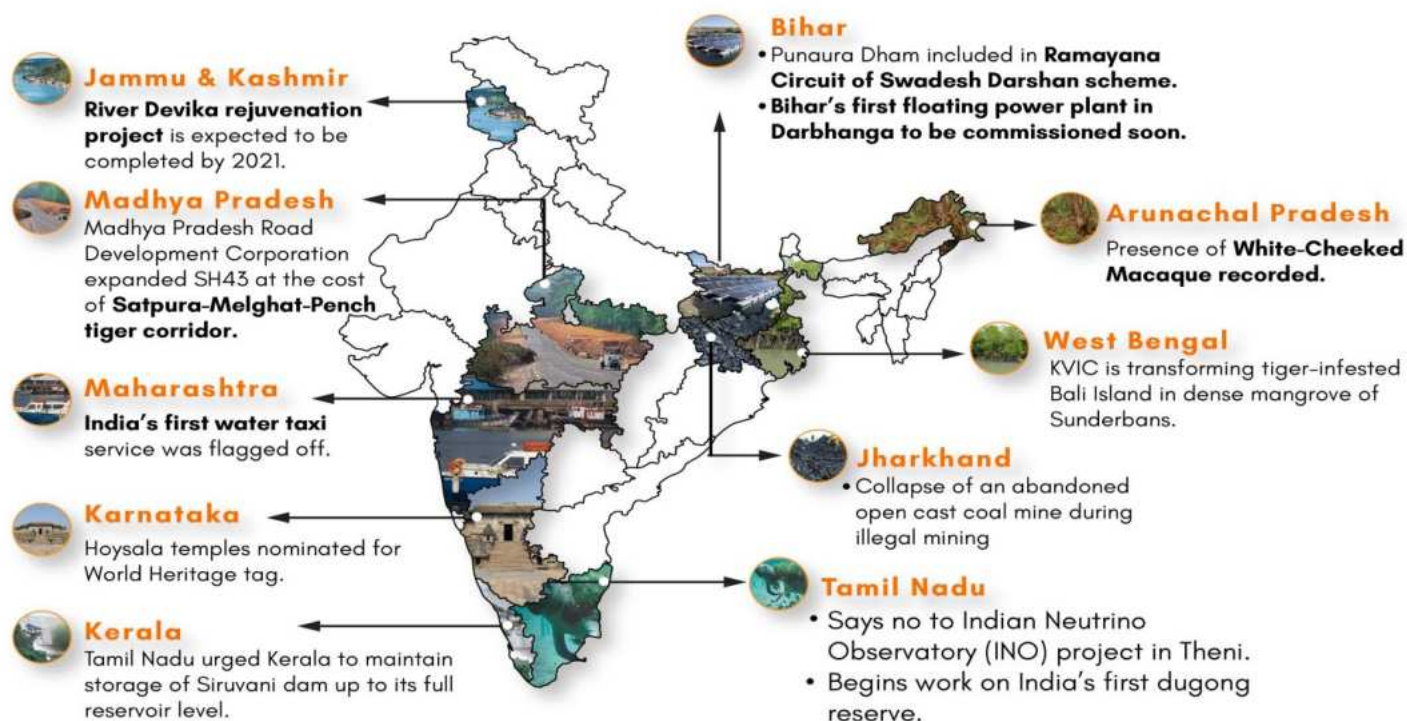 Jammu & Kashmir
River Devika rejuvenation
project is expected to be
completed by 2021.
Madhya Pradesh
Madhya Pradesh Road
Development Corporation
expanded SH43 at the cost
of Satpura-Melghat-Pench
tiger corridor.
Maharashtra
India's first water taxi
service was flagged off.
Karnataka
Hoysala temples nominated for
World Heritage tag.
Kerala
Tamil Nadu urged Kerala to maintain
storage of Siruvani dam up to its full
reservoir level.
Bihar
• Punaura Dham included in Ramayana
Circuit of Swadesh Darshan scheme.
• Bihar's first floating power plant in
Darbhanga to be commissioned soon.
Arunachal Pradesh
Presence of White-Cheeked
Macaque recorded.
West Bengal
KVIC is transforming tiger-infested
Bali Island in dense mangrove of
Sunderbans.
Jharkhand
• Collapse of an abandoned
open cast coal mine during
illegal mining
Tamil Nadu
• Says no to Indian Neutrino
Observatory (INO) project in Theni.
• Begins work on India's first dugong
reserve.